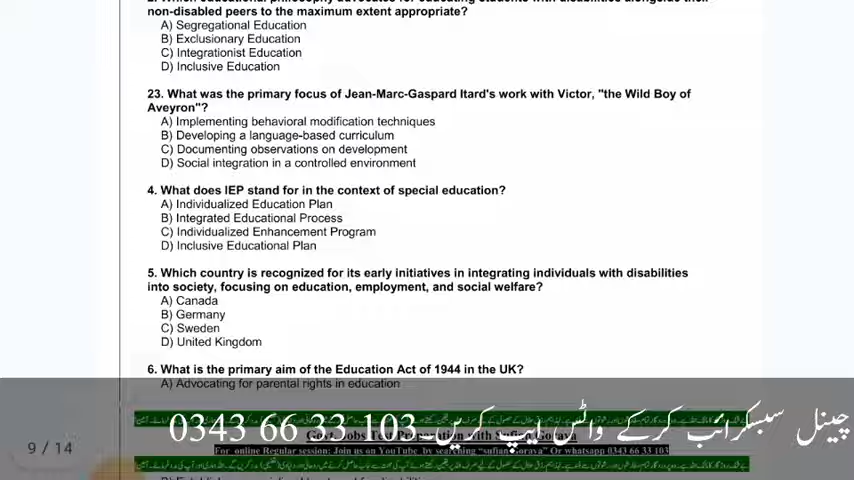 non-disabled peers to the maximum extent appropriate?
A) Segregational Education
B) Exclusionary Education
C) Integrationist Education
D) Inclusive Education
23. What was the primary focus of Jean-Marc-Gaspard Itard's work with Victor, "the Wild Boy of
Aveyron"?
A) Implementing behavioral modification techniques
B) Developing a language-based curriculum
C) Documenting observations on development
D) Social integration in a controlled environment
4. What does IEP stand for in the context of special education?
A) Individualized Education Plan
B) Integrated Educational Process
C) Individualized Enhancement Program
D) Inclusive Educational Plan
5. Which country is recognized for its early initiatives in integrating individuals with disabilities
into society, focusing on education, employment, and social welfare?
A) Canada
B) Germany
C) Sweden
D) United Kingdom
6. What is the primary aim of the Education Act of 1944 in the UK?
A) Advocating for parental rights in education
چینل سبسکرائب کرکے واٹس ایپ کریں 0343 66 33 103
Govt. Jobs Test Preparation with Sufian Goraya
For online Regular session: Join us on YouTube by searching "sufian Goraya" Or whatsapp 0343 66 33 103
9 / 14